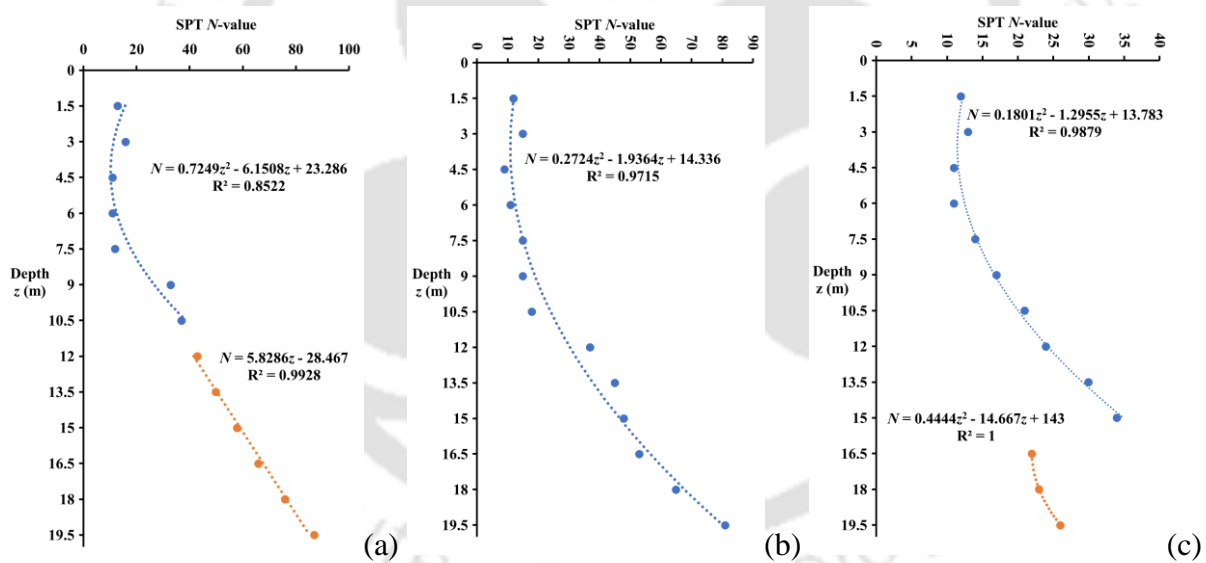 SPT N-value
0 20 40 60 80 100
0
1.5
3
4.5
6
7.5
9
10.5
12
13.5
15
16.5
18
19.5
Depth
z (m)
N = 0.7249z² - 6.1508z + 23.286
R² = 0.8522
N = 5.8286z - 28.467
R² = 0.9928
(a)
SPT N-value
0 10 20 30 40 50 60 70 80 90
0
1.5
3
4.5
6
7.5
9
10.5
12
13.5
15
16.5
18
19.5
Depth
z (m)
N = 0.2724z² - 1.9364z + 14.336
R² = 0.9715
(b)
SPT N-value
0 5 10 15 20 25 30 35 40
0
1.5
3
4.5
6
7.5
9
10.5
12
13.5
15
16.5
18
19.5
Depth
z (m)
N = 0.1801z² - 1.2955z + 13.783
R² = 0.9879
N = 0.4444z² - 14.667z + 143
R² = 1
(c)